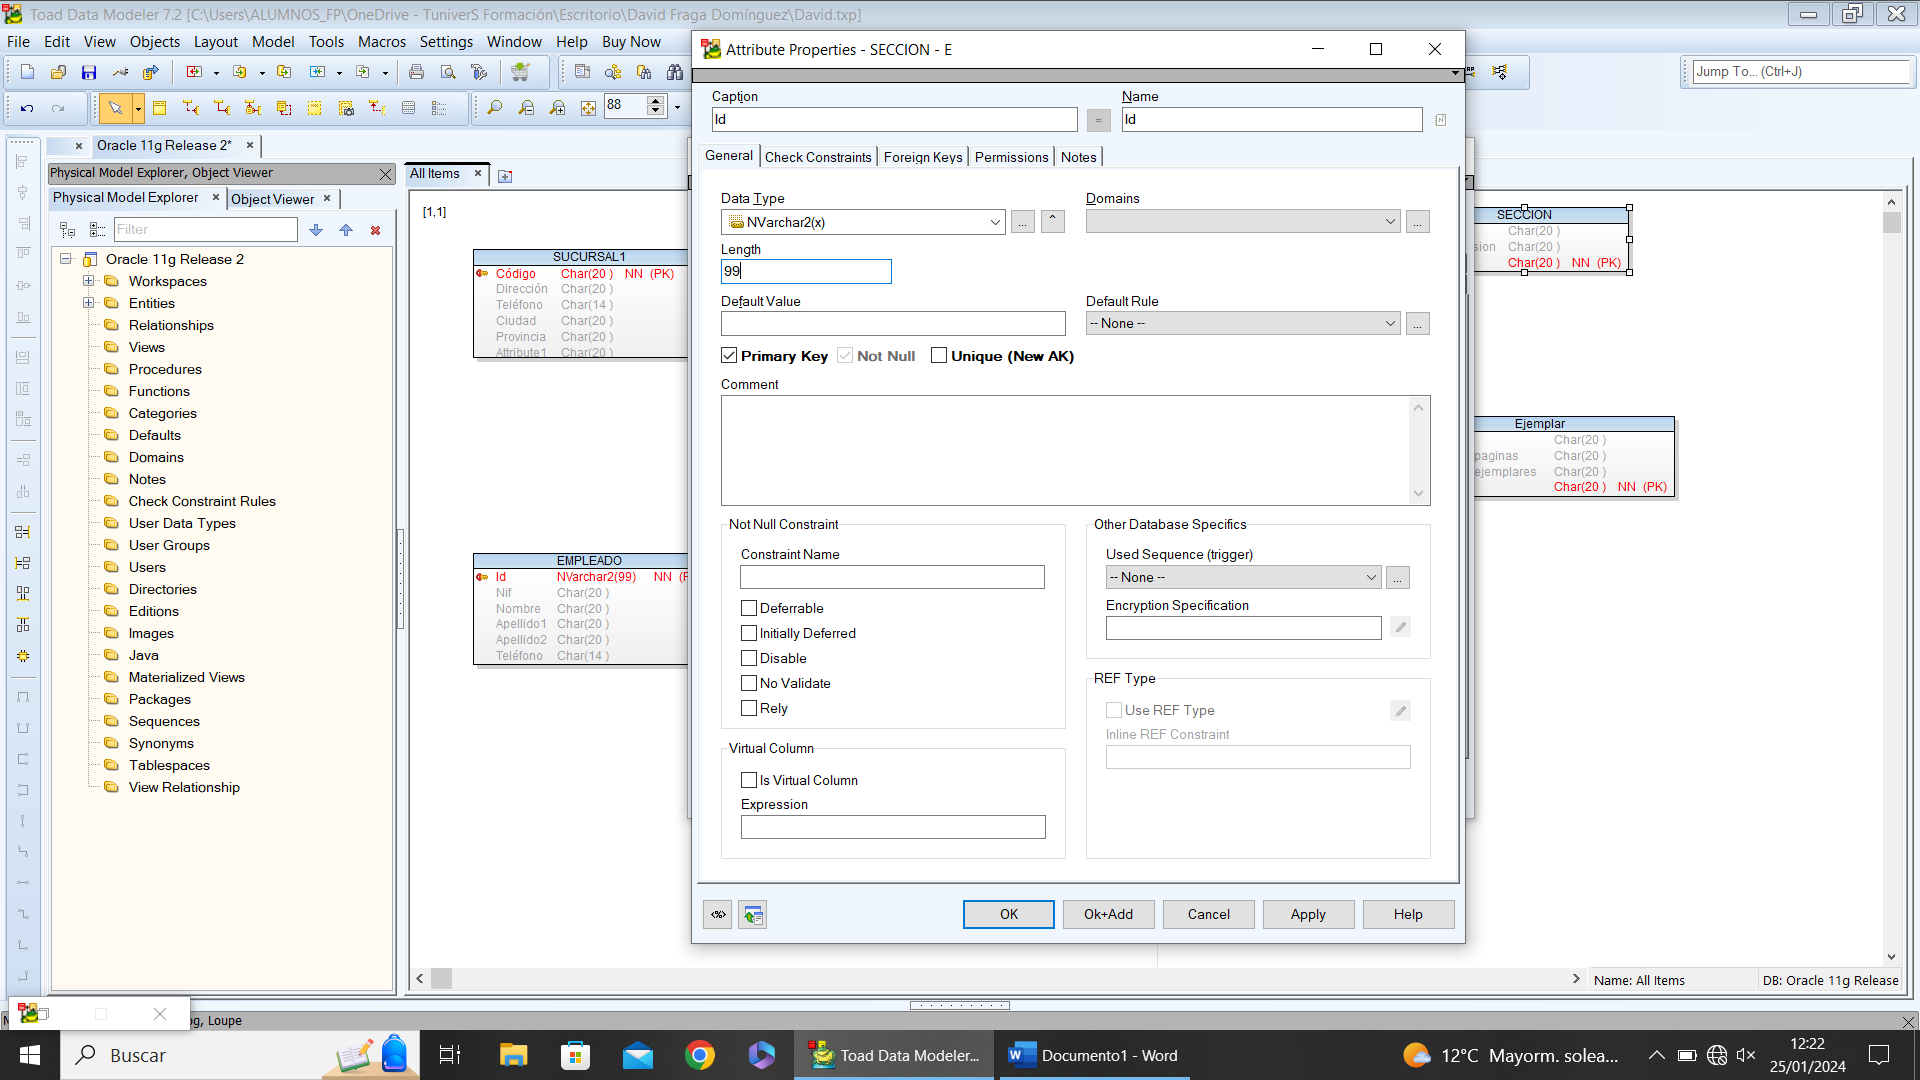 Toad Data Modeler 7.2 [C:\Users\ALUMNOS_FP\OneDrive - TuniverS Formación\Escritorio\David Fraga Domínguez\David.txp]
File Edit View Objects Layout Model Tools Macros Settings Window Help Buy Now
Jump To... (Ctrl+J)
88
Oracle 11g Release 2*
Physical Model Explorer, Object Viewer
Physical Model Explorer
Object Viewer
Filter
Oracle 11g Release 2
Workspaces
Entities
Relationships
Views
Procedures
Functions
Categories
Defaults
Domains
Notes
Check Constraint Rules
User Data Types
User Groups
Users
Directories
Editions
Images
Java
Materialized Views
Packages
Sequences
Synonyms
Tablespaces
View Relationship
All Items
[1,1]
SUCURSAL1
Código Char(20 ) NN (PK)
Dirección Char(20 )
Teléfono Char(14 )
Ciudad Char(20 )
Provincia Char(20 )
Attribute1 Char(20 )
EMPLEADO
Id NVarchar2(99) NN (P
Nif Char(20 )
Nombre Char(20 )
Apellido1 Char(20 )
Apellido2 Char(20 )
Teléfono Char(14 )
Attribute Properties - SECCION - E
Caption
Id
=
Name
Id
General Check Constraints Foreign Keys Permissions Notes
Data Type
NVarchar2(x)
...
^
Domains
...
Length
99
Default Value
Default Rule
-- None --
...
Primary Key Not Null Unique (New AK)
Comment
Not Null Constraint
Constraint Name
Deferrable
Initially Deferred
Disable
No Validate
Rely
Virtual Column
Is Virtual Column
Expression
Other Database Specifics
Used Sequence (trigger)
-- None --
...
Encryption Specification
REF Type
Use REF Type
Inline REF Constraint
<%>
OK Ok+Add Cancel Apply Help
SECCION
Char(20 )
sion Char(20 )
Char(20 ) NN (PK)
Ejemplar
Char(20 )
paginas Char(20 )
ejemplares Char(20 )
Char(20 ) NN (PK)
Name: All Items
DB: Oracle 11g Release
og, Loupe
Buscar
Toad Data Modeler...
Documento1 - Word
12°C Mayorm. solea...
12:22
25/01/2024